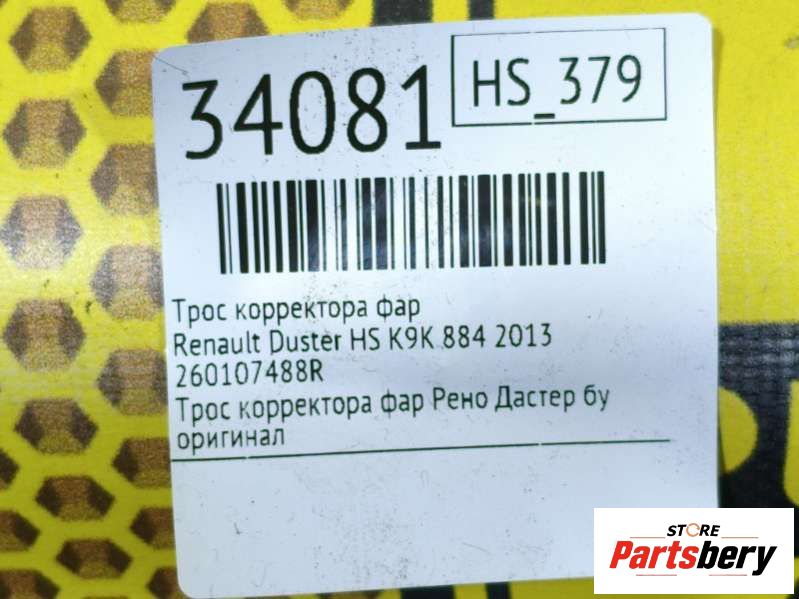 34081
HS_379
Трос корректора фар
Renault Duster HS K9K 884 2013
260107488R
Трос корректора фар Рено Дастер бу
оригинал
STORE
Partsbery